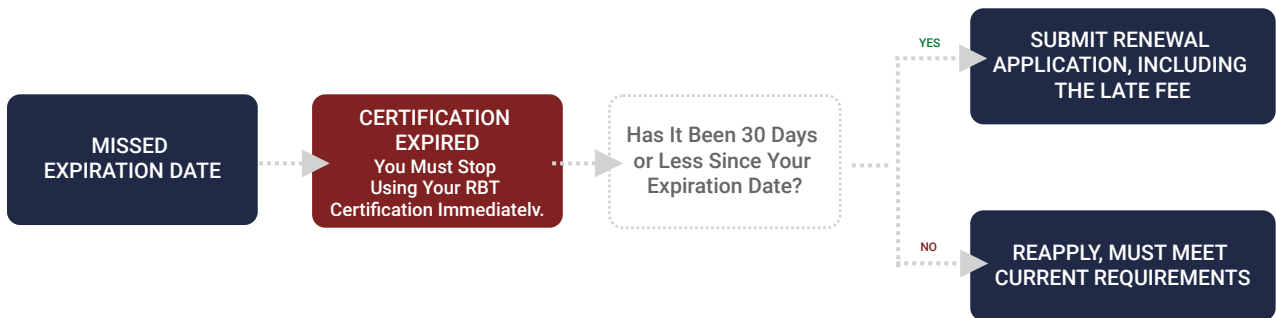 MISSED
EXPIRATION DATE
CERTIFICATION
EXPIRED
You Must Stop
Using Your RBT
Certification Immediately.
Has It Been 30 Days
or Less Since Your
Expiration Date?
YES
SUBMIT RENEWAL
APPLICATION, INCLUDING
THE LATE FEE
NO
REAPPLY, MUST MEET
CURRENT REQUIREMENTS